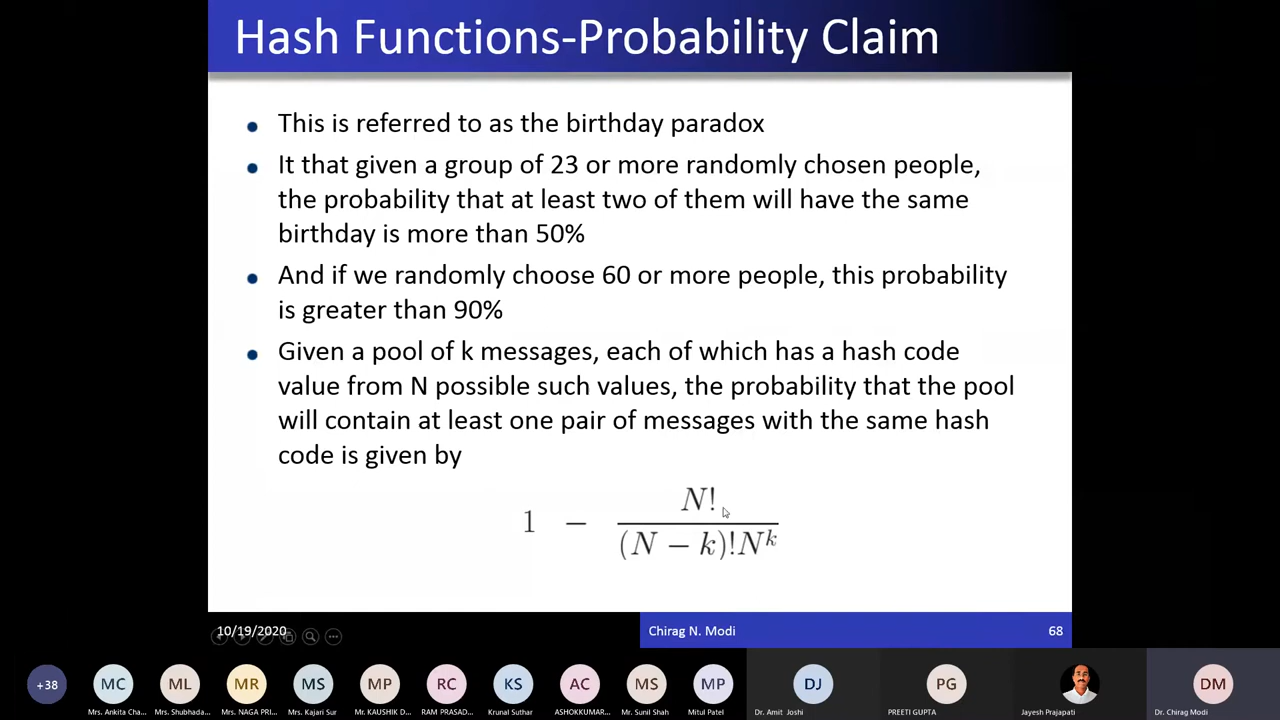 Hash Functions-Probability Claim
This is referred to as the birthday paradox
It that given a group of 23 or more randomly chosen people,
the probability that at least two of them will have the same
birthday is more than 50%
And if we randomly choose 60 or more people, this probability
is greater than 90%
Given a pool of k messages, each of which has a hash code
value from N possible such values, the probability that the pool
will contain at least one pair of messages with the same hash
code is given by
1 − N! / (N − k)!N^k
10/19/2020 Chirag N. Modi 68
+38 MC ML MR MS MP RC KS AC MS MP DJ PG DM
Mrs. Ankita Cha... Mrs. Shubhada... Mrs. NAGA PRI... Mrs. Kajari Sur Mr. KAUSHIK D... RAM PRASAD... Krunal Suthar ASHOKKUMAR... Mr. Sunil Shah Mitul Patel Dr. Amit Joshi PREETI GUPTA Jayesh Prajapati Dr. Chirag Modi